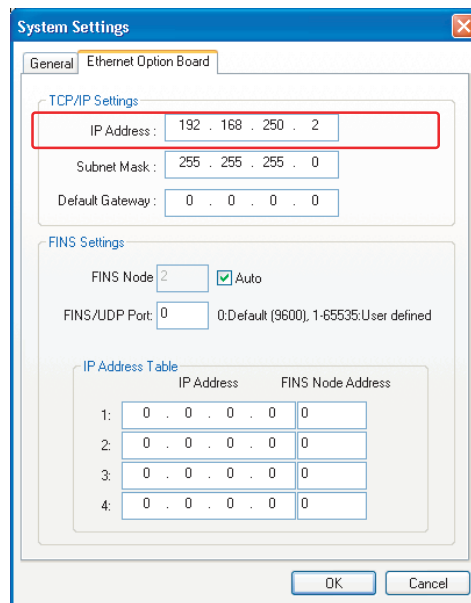 System Settings
General
Ethernet Option Board
TCP/IP Settings
IP Address : 192 . 168 . 250 . 2
Subnet Mask : 255 . 255 . 255 . 0
Default Gateway : 0 . 0 . 0 . 0
FINS Settings
FINS Node 2 Auto
FINS/UDP Port: 0 0:Default (9600), 1-65535:User defined
IP Address Table
IP Address FINS Node Address
1: 0 . 0 . 0 . 0 0
2: 0 . 0 . 0 . 0 0
3: 0 . 0 . 0 . 0 0
4: 0 . 0 . 0 . 0 0
OK Cancel